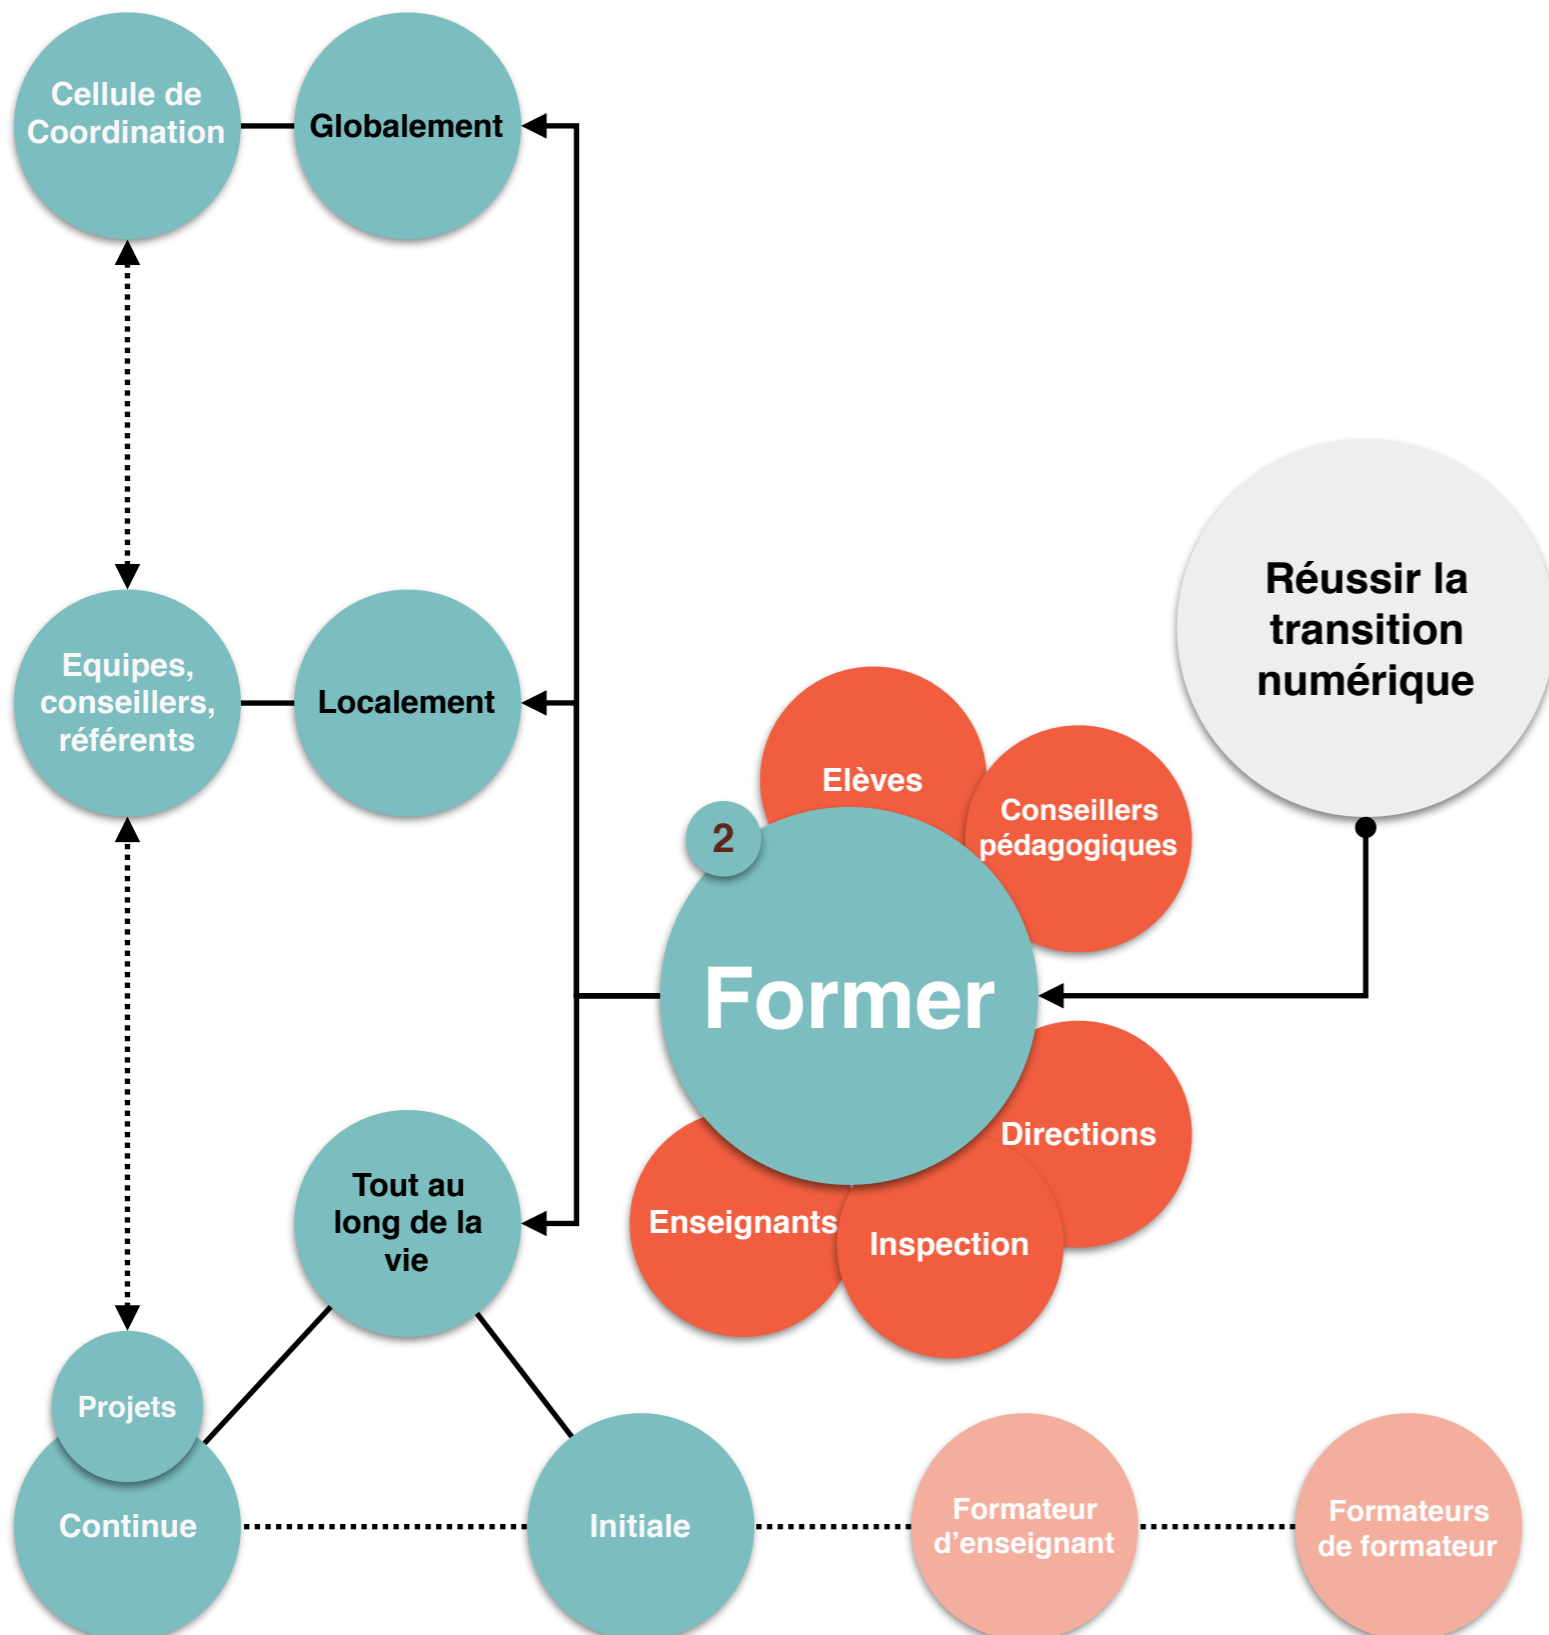 Cellule de
Coordination
Globalement
Equipes,
conseillers,
référents
Localement
Réussir la
transition
numérique
Elèves
Conseillers
pédagogiques
2
Former
Directions
Enseignants
Inspection
Tout au
long de la
vie
Projets
Continue
Initiale
Formateur
d'enseignant
Formateurs
de formateur